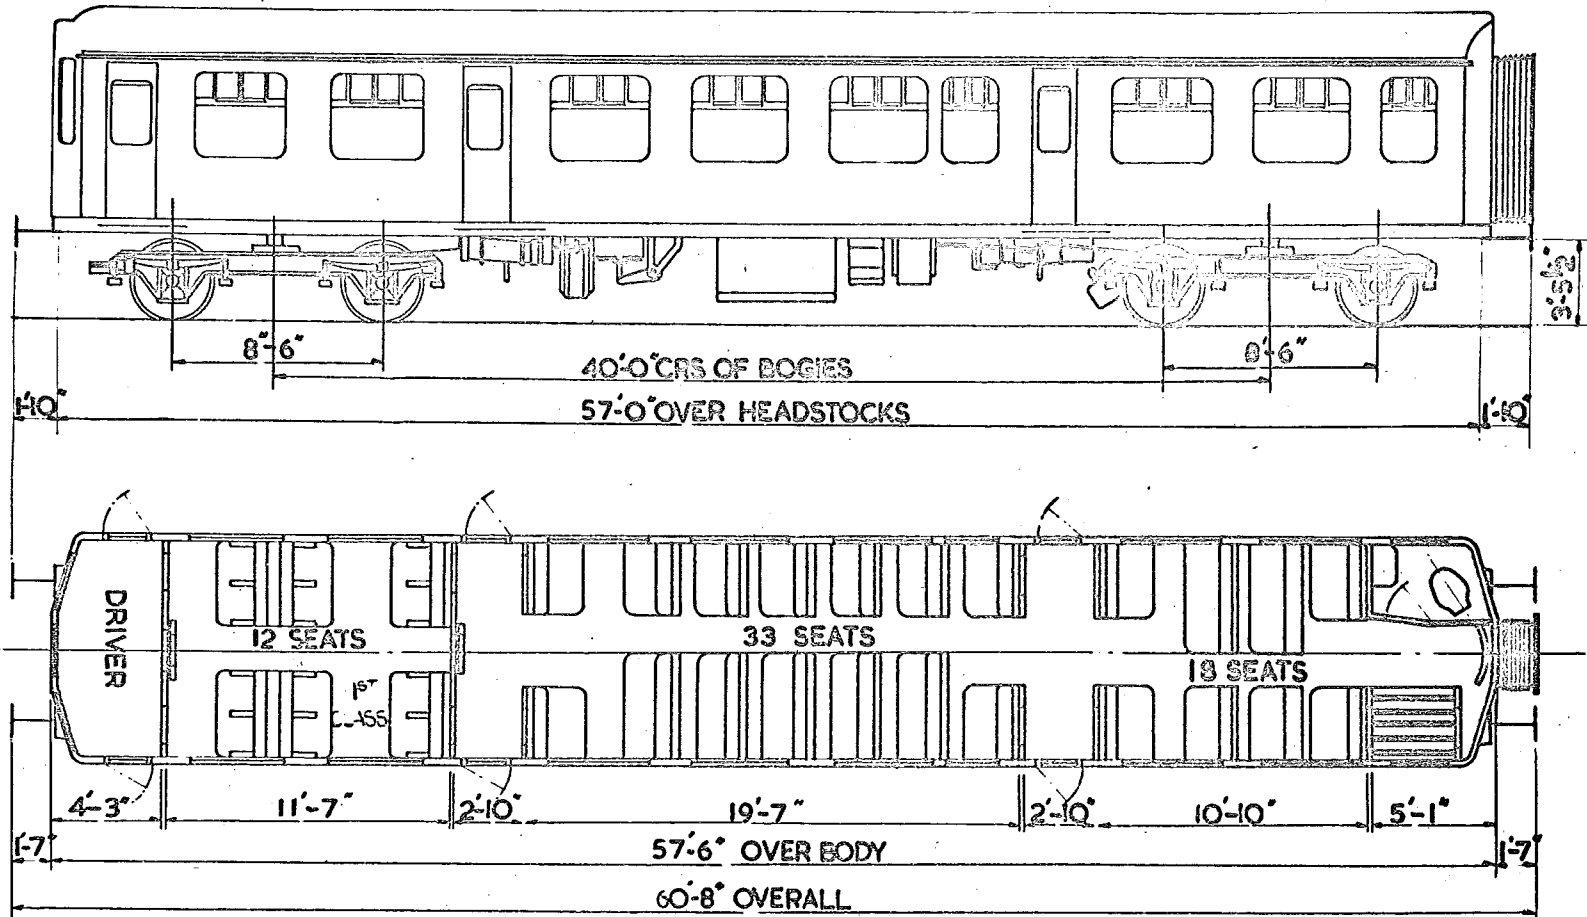 3'-5½"
8'-6"
8'-6"
40'-0" CRS OF BOGIES
1'-10"
57'-0" OVER HEADSTOCKS
1'-10"
DRIVER
12 SEATS
33 SEATS
18 SEATS
1ST
CLASS
4'-3"
11'-7"
2'-10"
19'-7"
2'-10"
10'-10"
5'-1"
1'-7"
57'-6" OVER BODY
1'-7"
60'-8" OVERALL